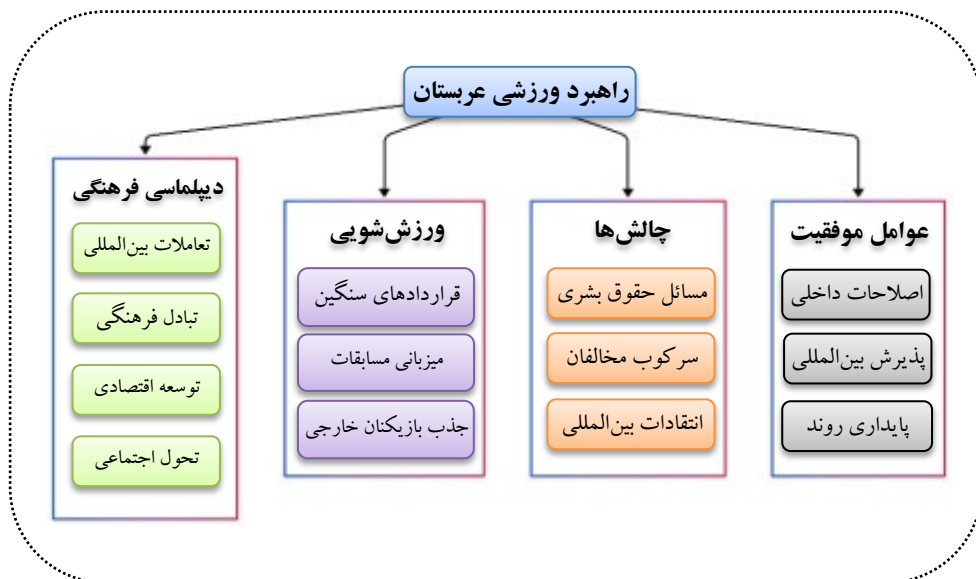 راهبرد ورزشی عربستان
عوامل موفقیت
اصلاحات داخلی
پذیرش بین‌المللی
پایداری روند
چالش‌ها
مسائل حقوق بشری
سرکوب مخالفان
انتقادات بین‌المللی
ورزش‌شویی
قراردادهای سنگین
میزبانی مسابقات
جذب بازیکنان خارجی
دیپلماسی فرهنگی
تعاملات بین‌المللی
تبادل فرهنگی
توسعه اقتصادی
تحول اجتماعی